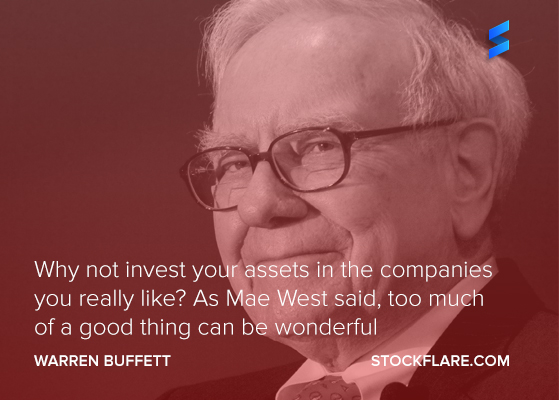 Why not invest your assets in the companies
you really like? As Mae West said, too much
of a good thing can be wonderful
WARREN BUFFETT STOCKFLARE.COM